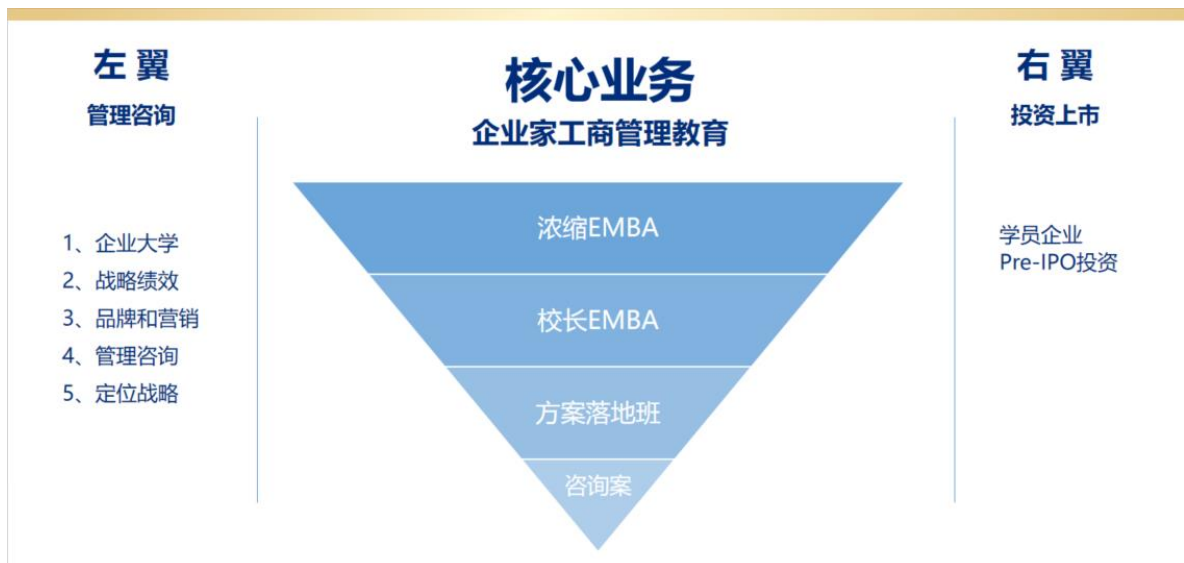 左翼
管理咨询
1、企业大学
2、战略绩效
3、品牌和营销
4、管理咨询
5、定位战略
核心业务
企业家工商管理教育
浓缩EMBA
校长EMBA
方案落地班
咨询案
右翼
投资上市
学员企业
Pre-IPO投资